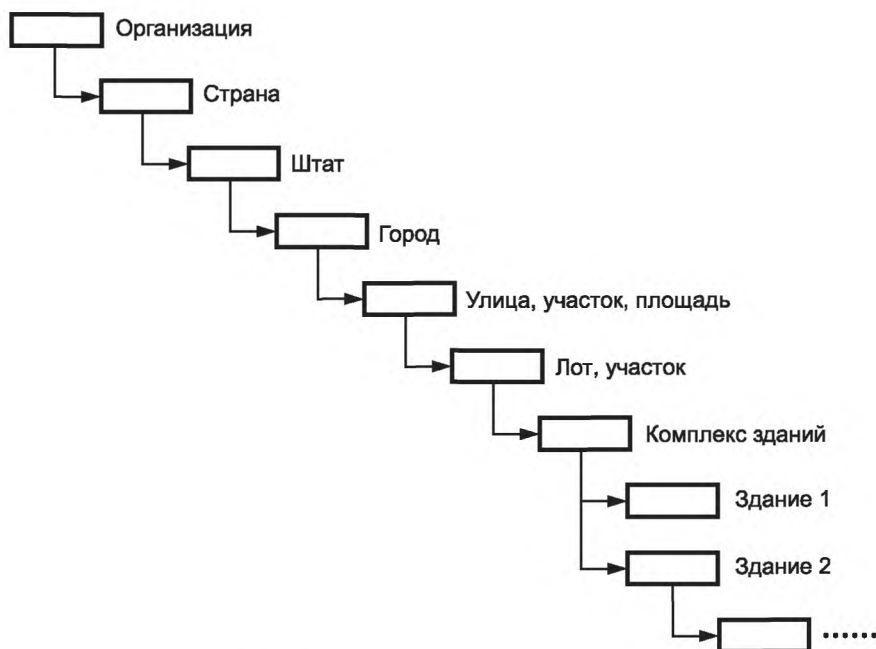 Организация
Страна
Штат
Город
Улица, участок, площадь
Лот, участок
Комплекс зданий
Здание 1
Здание 2
........